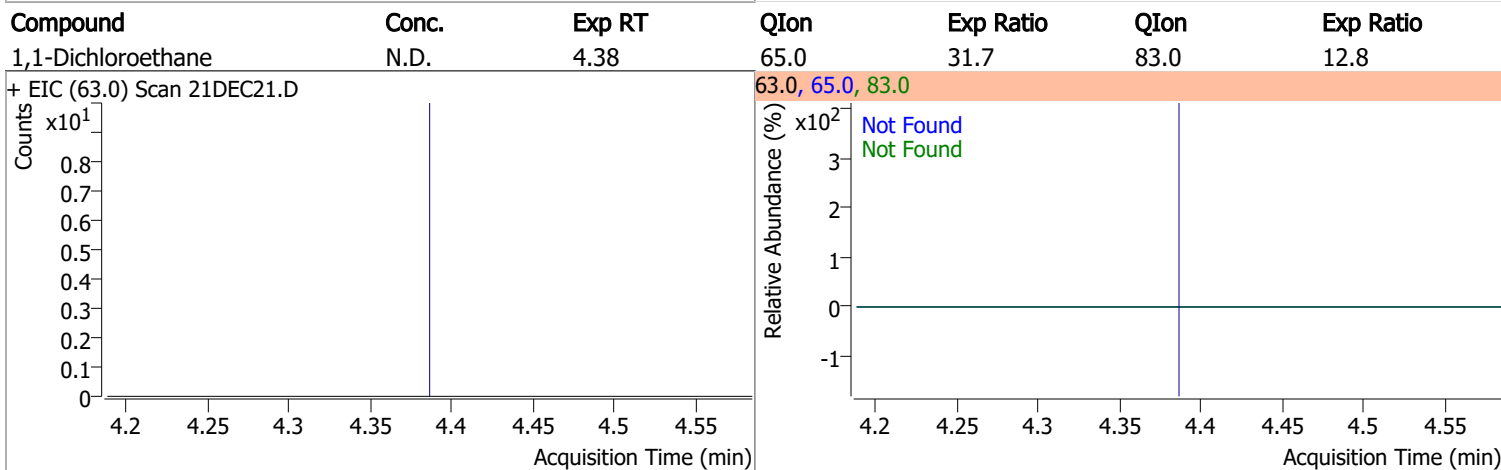 Compound Conc. Exp RT QIon Exp Ratio QIon Exp Ratio
1,1-Dichloroethane N.D. 4.38 65.0 31.7 83.0 12.8
+ EIC (63.0) Scan 21DEC21.D
Counts
x10¹
0.8
0.7
0.6
0.5
0.4
0.3
0.2
0.1
0
4.2 4.25 4.3 4.35 4.4 4.45 4.5 4.55
Acquisition Time (min)
63.0, 65.0, 83.0
Relative Abundance (%)
x10²
Not Found
Not Found
3
2
1
0
-1
4.2 4.25 4.3 4.35 4.4 4.45 4.5 4.55
Acquisition Time (min)